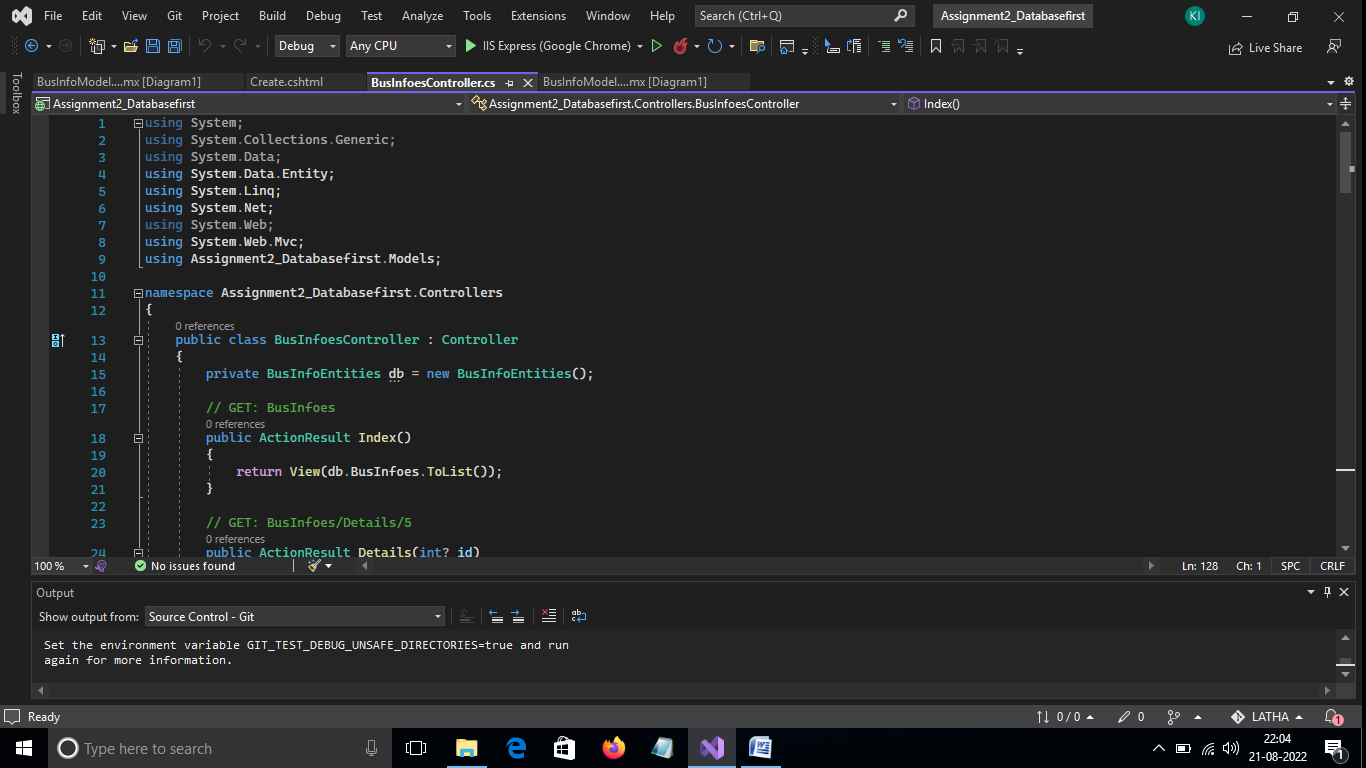 File Edit View Git Project Build Debug Test Analyze Tools Extensions Window Help Search (Ctrl+Q) Assignment2_Databasefirst KI
Debug Any CPU IIS Express (Google Chrome) Live Share
Toolbox
BusInfoModel....mx [Diagram1] Create.cshtml BusInfoesController.cs BusInfoModel....mx [Diagram1]
Assignment2_Databasefirst Assignment2_Databasefirst.Controllers.BusInfoesController Index()
1 using System;
2 using System.Collections.Generic;
3 using System.Data;
4 using System.Data.Entity;
5 using System.Linq;
6 using System.Net;
7 using System.Web;
8 using System.Web.Mvc;
9 using Assignment2_Databasefirst.Models;
10
11 namespace Assignment2_Databasefirst.Controllers
12 {
0 references
13 public class BusInfoesController : Controller
14 {
15 private BusInfoEntities db = new BusInfoEntities();
16
17 // GET: BusInfoes
0 references
18 public ActionResult Index()
19 {
20 return View(db.BusInfoes.ToList());
21 }
22
23 // GET: BusInfoes/Details/5
0 references
24 public ActionResult Details(int? id)
100 % No issues found Ln: 128 Ch: 1 SPC CRLF
Output
Show output from: Source Control - Git
Set the environment variable GIT_TEST_DEBUG_UNSAFE_DIRECTORIES=true and run
again for more information.
Ready 0 / 0 0 LATHA 1
Type here to search 22:04
21-08-2022 1